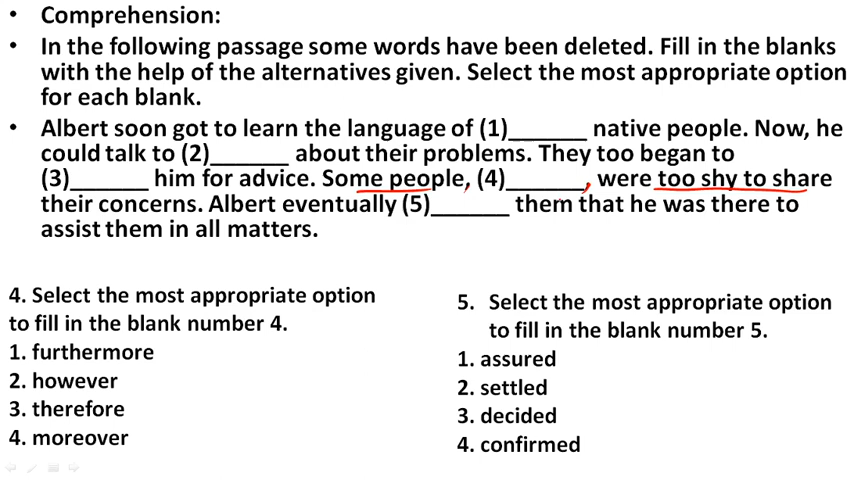 • Comprehension:
• In the following passage some words have been deleted. Fill in the blanks
with the help of the alternatives given. Select the most appropriate option
for each blank.
• Albert soon got to learn the language of (1)______ native people. Now, he
could talk to (2)______ about their problems. They too began to
(3)______ him for advice. Some people, (4)______, were too shy to share
their concerns. Albert eventually (5)______ them that he was there to
assist them in all matters.
4. Select the most appropriate option
to fill in the blank number 4.
1. furthermore
2. however
3. therefore
4. moreover
5. Select the most appropriate option
to fill in the blank number 5.
1. assured
2. settled
3. decided
4. confirmed